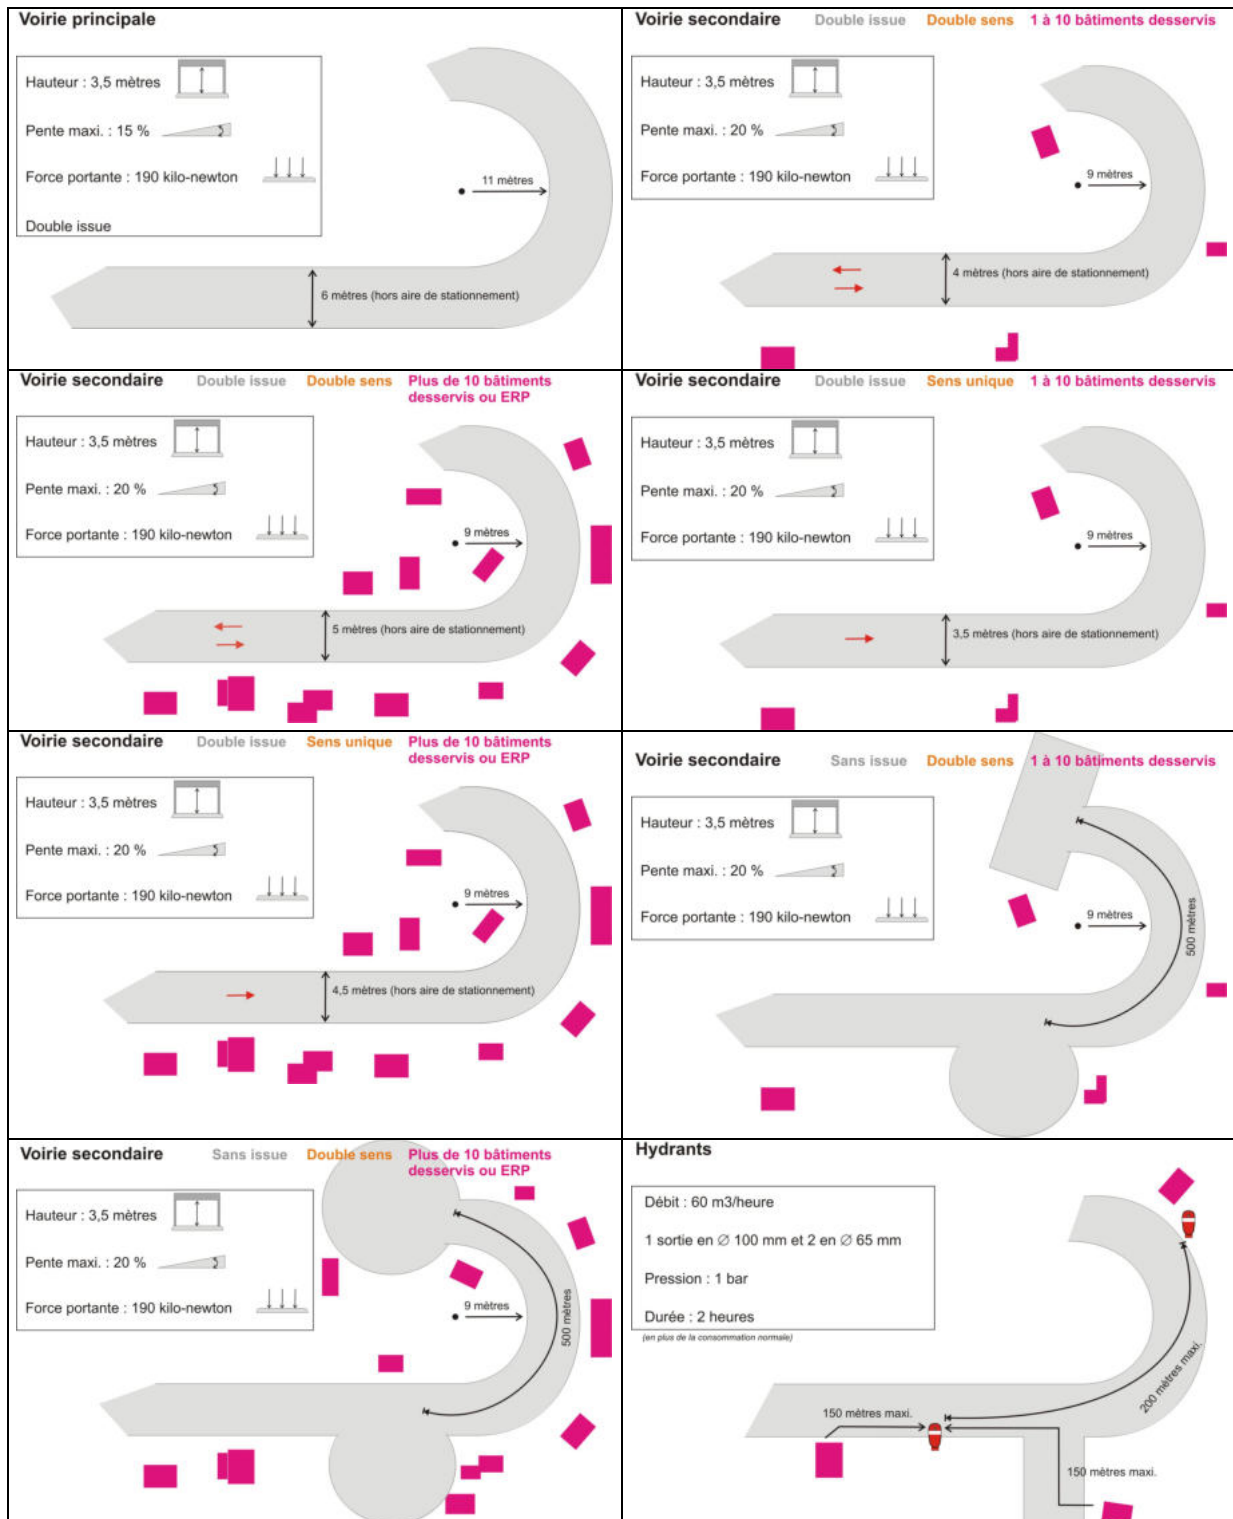 Voirie principale
Hauteur : 3,5 mètres
Pente maxi. : 15 %
Force portante : 190 kilo-newton
Double issue
11 mètres
6 mètres (hors aire de stationnement)
Voirie secondaire Double issue Double sens 1 à 10 bâtiments desservis
Hauteur : 3,5 mètres
Pente maxi. : 20 %
Force portante : 190 kilo-newton
9 mètres
4 mètres (hors aire de stationnement)
Voirie secondaire Double issue Double sens Plus de 10 bâtiments
desservis ou ERP
Hauteur : 3,5 mètres
Pente maxi. : 20 %
Force portante : 190 kilo-newton
9 mètres
5 mètres (hors aire de stationnement)
Voirie secondaire Double issue Sens unique 1 à 10 bâtiments desservis
Hauteur : 3,5 mètres
Pente maxi. : 20 %
Force portante : 190 kilo-newton
9 mètres
3,5 mètres (hors aire de stationnement)
Voirie secondaire Double issue Sens unique Plus de 10 bâtiments
desservis ou ERP
Hauteur : 3,5 mètres
Pente maxi. : 20 %
Force portante : 190 kilo-newton
9 mètres
4,5 mètres (hors aire de stationnement)
Voirie secondaire Sans issue Double sens 1 à 10 bâtiments desservis
Hauteur : 3,5 mètres
Pente maxi. : 20 %
Force portante : 190 kilo-newton
9 mètres
500 mètres
Voirie secondaire Sans issue Double sens Plus de 10 bâtiments
desservis ou ERP
Hauteur : 3,5 mètres
Pente maxi. : 20 %
Force portante : 190 kilo-newton
9 mètres
500 mètres
Hydrants
Débit : 60 m3/heure
1 sortie en ∅ 100 mm et 2 en ∅ 65 mm
Pression : 1 bar
Durée : 2 heures
(en plus de la consommation normale)
200 mètres maxi.
150 mètres maxi.
150 mètres maxi.